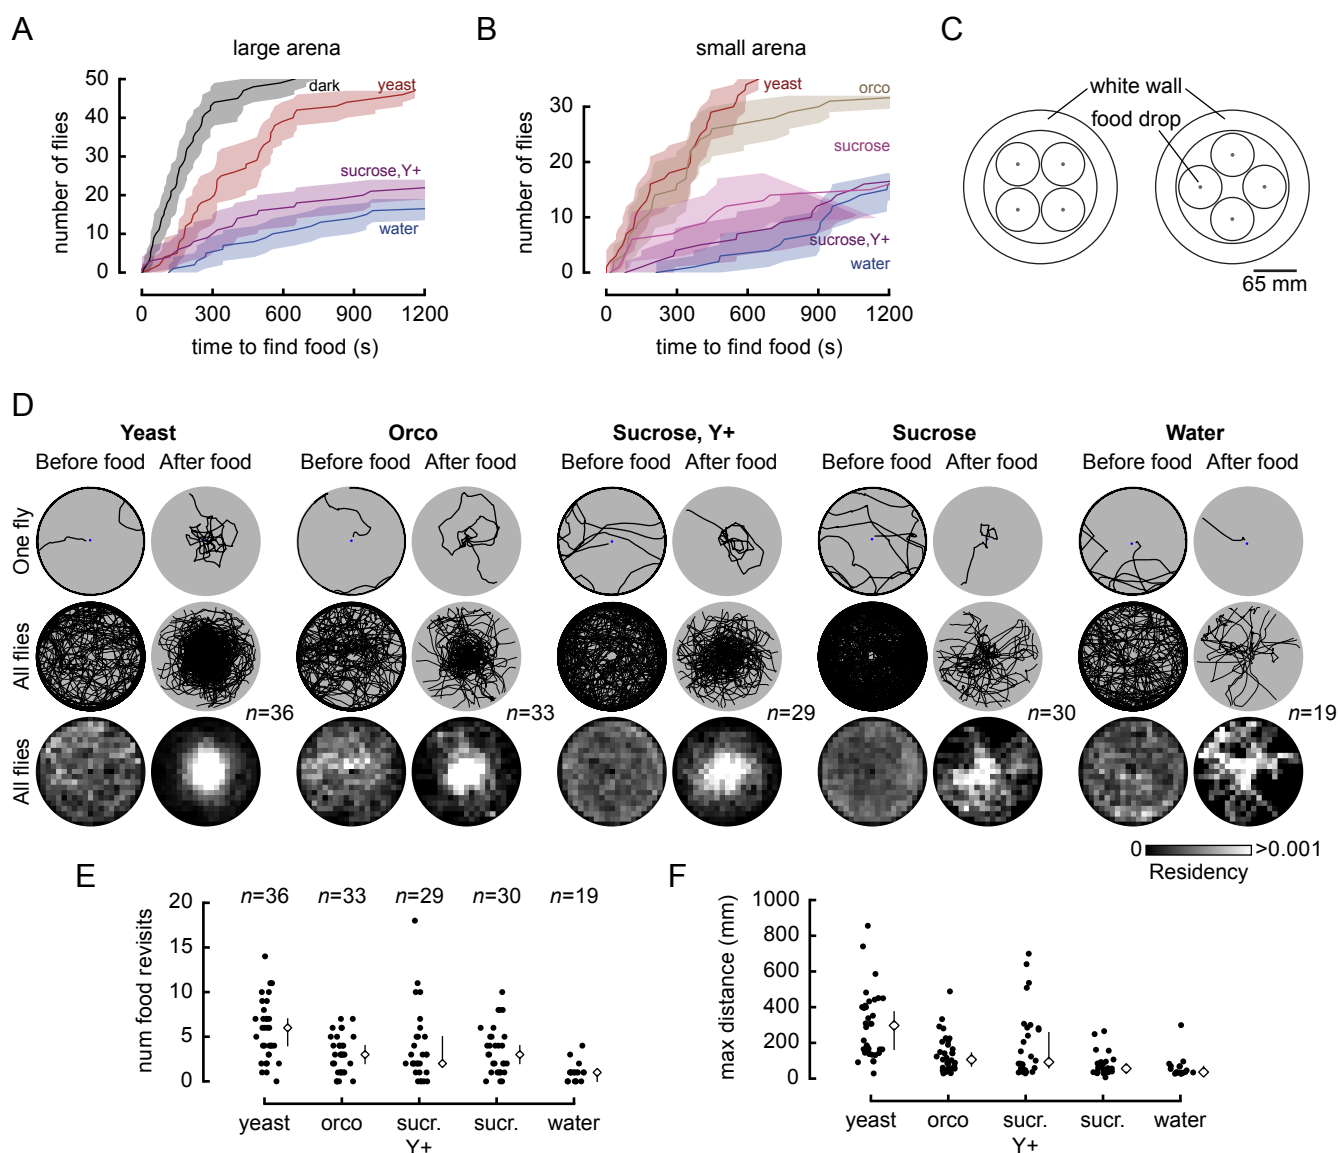 A
large arena
number of flies
50
40
30
20
10
0
dark
yeast
sucrose,Y+
water
0 300 600 900 1200
time to find food (s)
B
small arena
number of flies
30
20
10
0
yeast
orco
sucrose
sucrose,Y+
water
0 300 600 900 1200
time to find food (s)
C
white wall
food drop
65 mm
D
Yeast Orco Sucrose, Y+ Sucrose Water
Before food After food Before food After food Before food After food Before food After food Before food After food
One fly
All flies
n=36 n=33 n=29 n=30 n=19
All flies
0 >0.001
Residency
E
num food revisits
20
15
10
5
0
n=36 n=33 n=29 n=30 n=19
yeast orco sucr. sucr. water
Y+
F
max distance (mm)
1000
800
600
400
200
0
yeast orco sucr. sucr. water
Y+